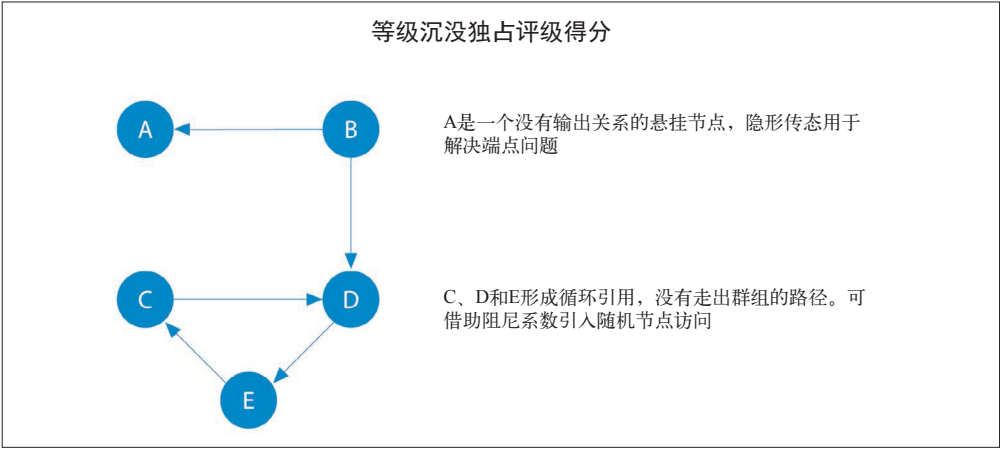 等级沉没独占评级得分
A
B
A是一个没有输出关系的悬挂节点，隐形传态用于
解决端点问题
C
D
C、D和E形成循环引用，没有走出群组的路径。可
借助阻尼系数引入随机节点访问
E